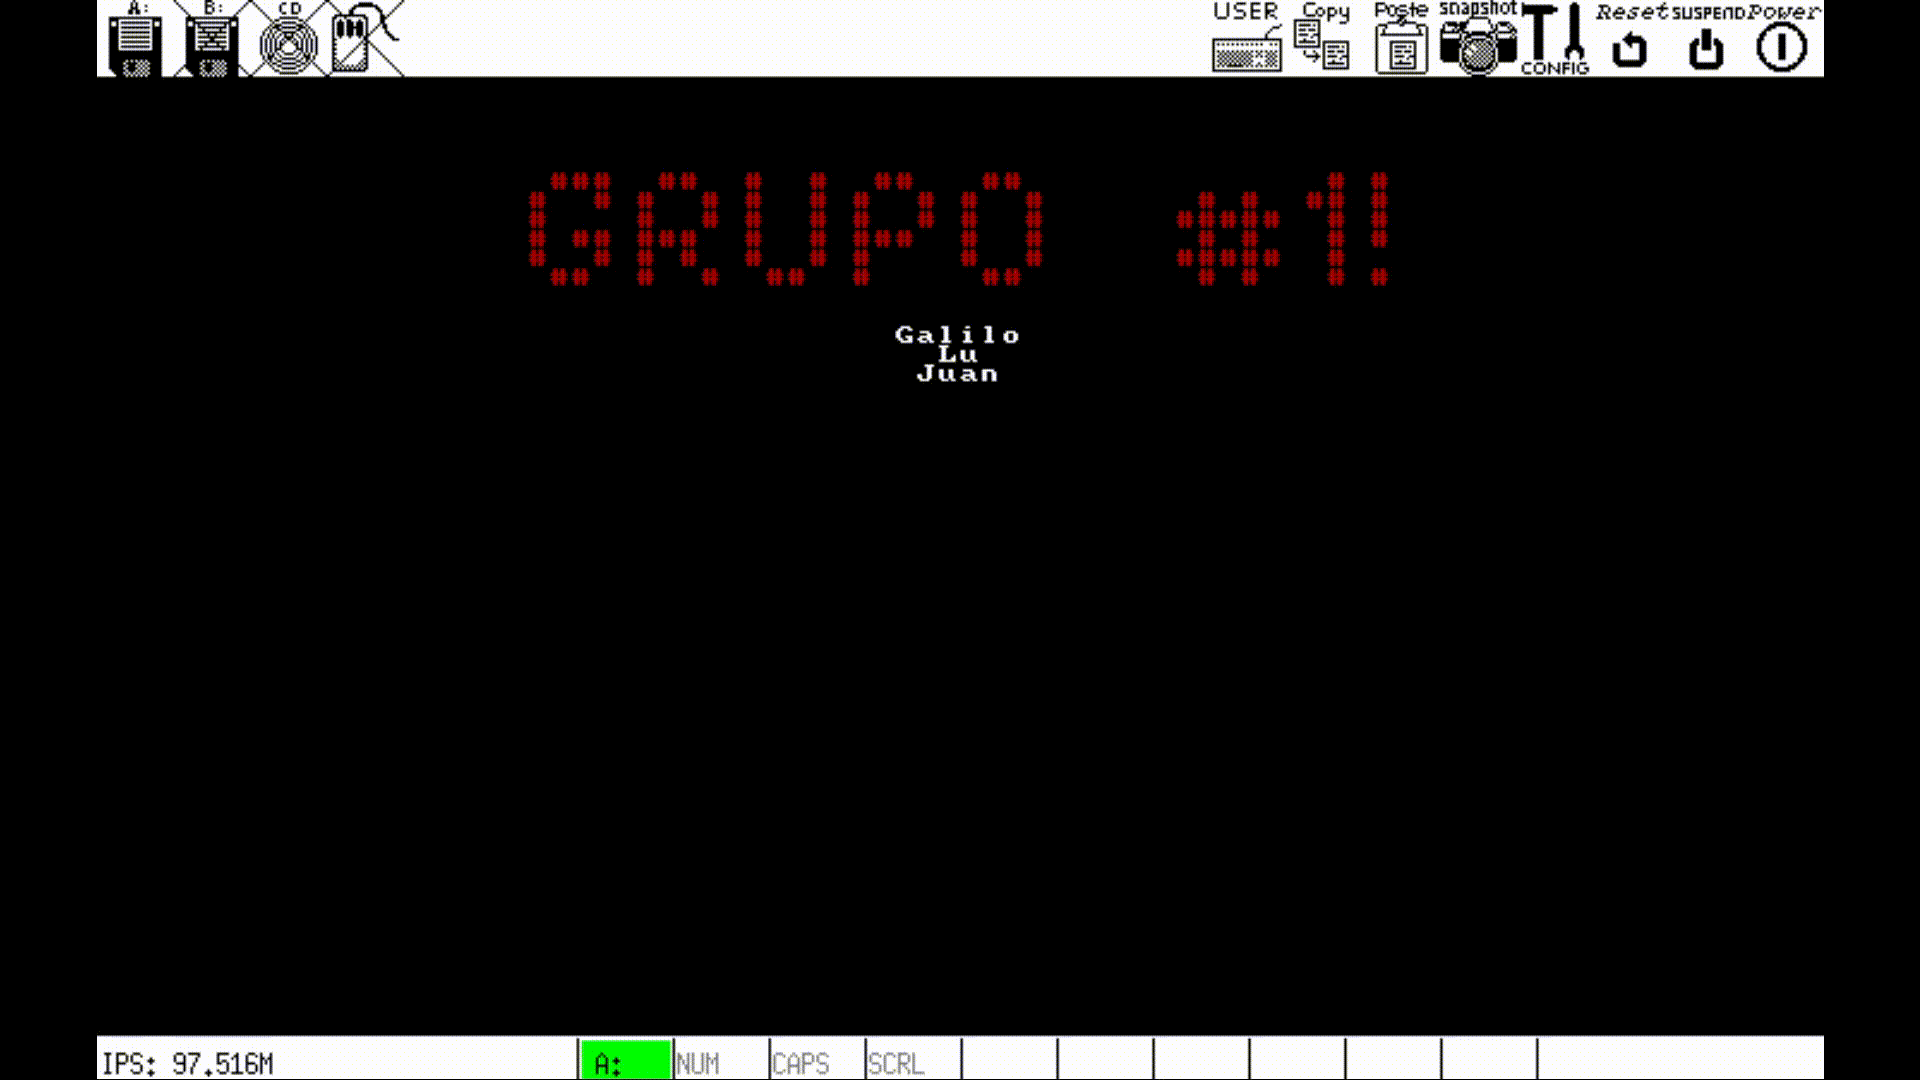 A: B: CD USER Copy Paste snapshot CONFIG Reset SUSPEND Power
GRUPO #1!
Galilo
Lu
Juan
IPS: 97.516M A: NUM CAPS SCRL